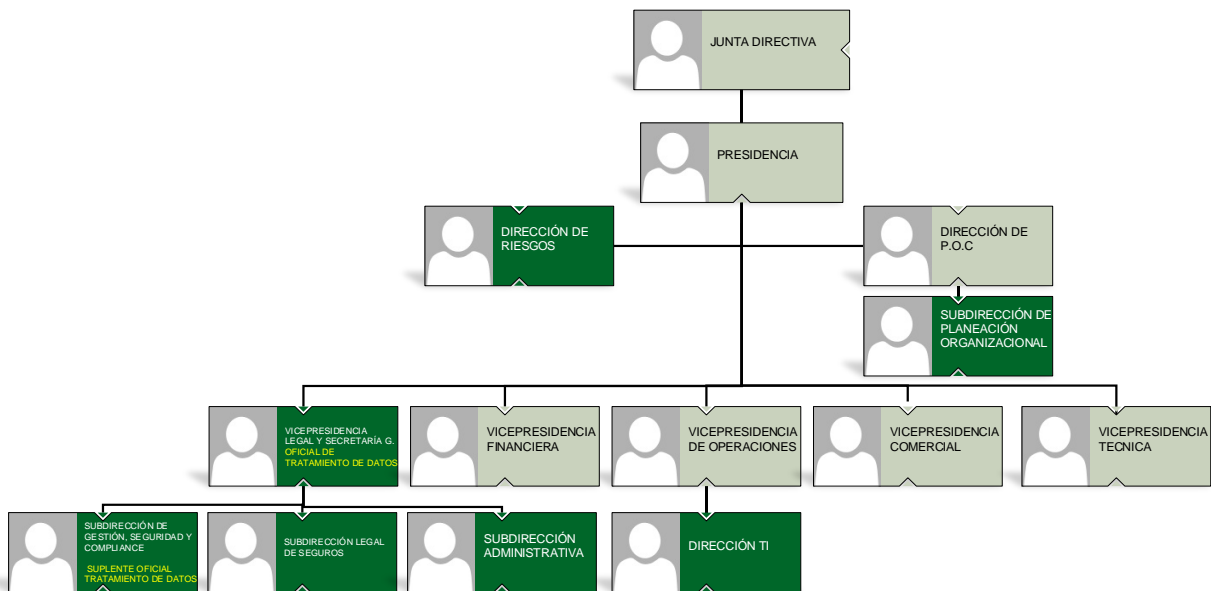 JUNTA DIRECTIVA
PRESIDENCIA
DIRECCIÓN DE
RIESGOS
DIRECCIÓN DE
P.O.C
SUBDIRECCIÓN DE
PLANEACIÓN
ORGANIZACIONAL
VICEPRESIDENCIA
LEGAL Y SECRETARÍA G.
OFICIAL DE
TRATAMIENTO DE DATOS
VICEPRESIDENCIA
FINANCIERA
VICEPRESIDENCIA
DE OPERACIONES
VICEPRESIDENCIA
COMERCIAL
VICEPRESIDENCIA
TECNICA
SUBDIRECCIÓN DE
GESTIÓN, SEGURIDAD Y
COMPLIANCE
SUPLENTE OFICIAL
TRATAMIENTO DE DATOS
SUBDIRECCIÓN LEGAL
DE SEGUROS
SUBDIRECCIÓN
ADMINISTRATIVA
DIRECCIÓN TI